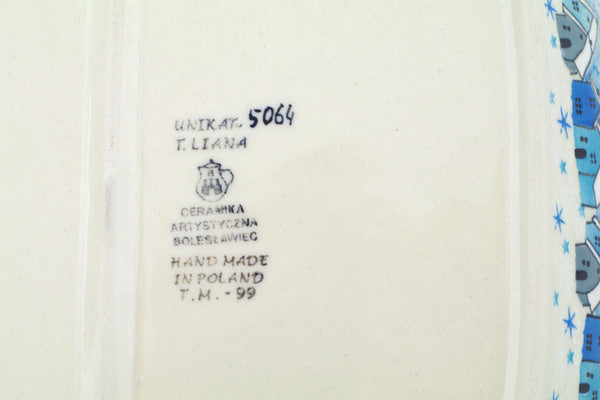 UNIKAT 5064
T. LIANA
CERAMIKA
ARTYSTYCZNA
BOLESŁAWIEC
HAND MADE
IN POLAND
T.M. - 99